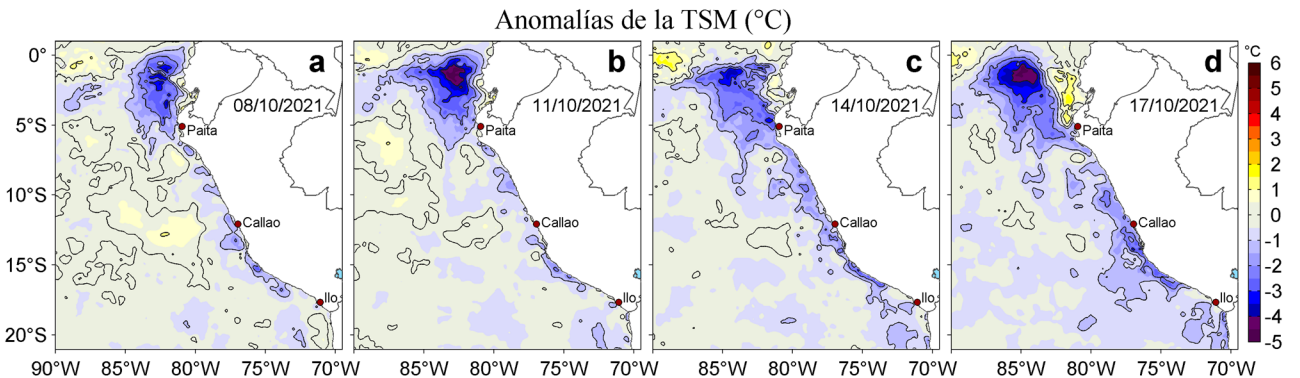 Anomalías de la TSM (°C)
a
08/10/2021
Paita
Callao
Ilo
b
11/10/2021
Paita
Callao
Ilo
c
14/10/2021
Paita
Callao
Ilo
d
17/10/2021
Paita
Callao
Ilo
0°
5°S
10°S
15°S
20°S
90°W
85°W
80°W
75°W
70°W
85°W
80°W
75°W
70°W
85°W
80°W
75°W
70°W
85°W
80°W
75°W
70°W
°C
6
5
4
3
2
1
0
-1
-2
-3
-4
-5